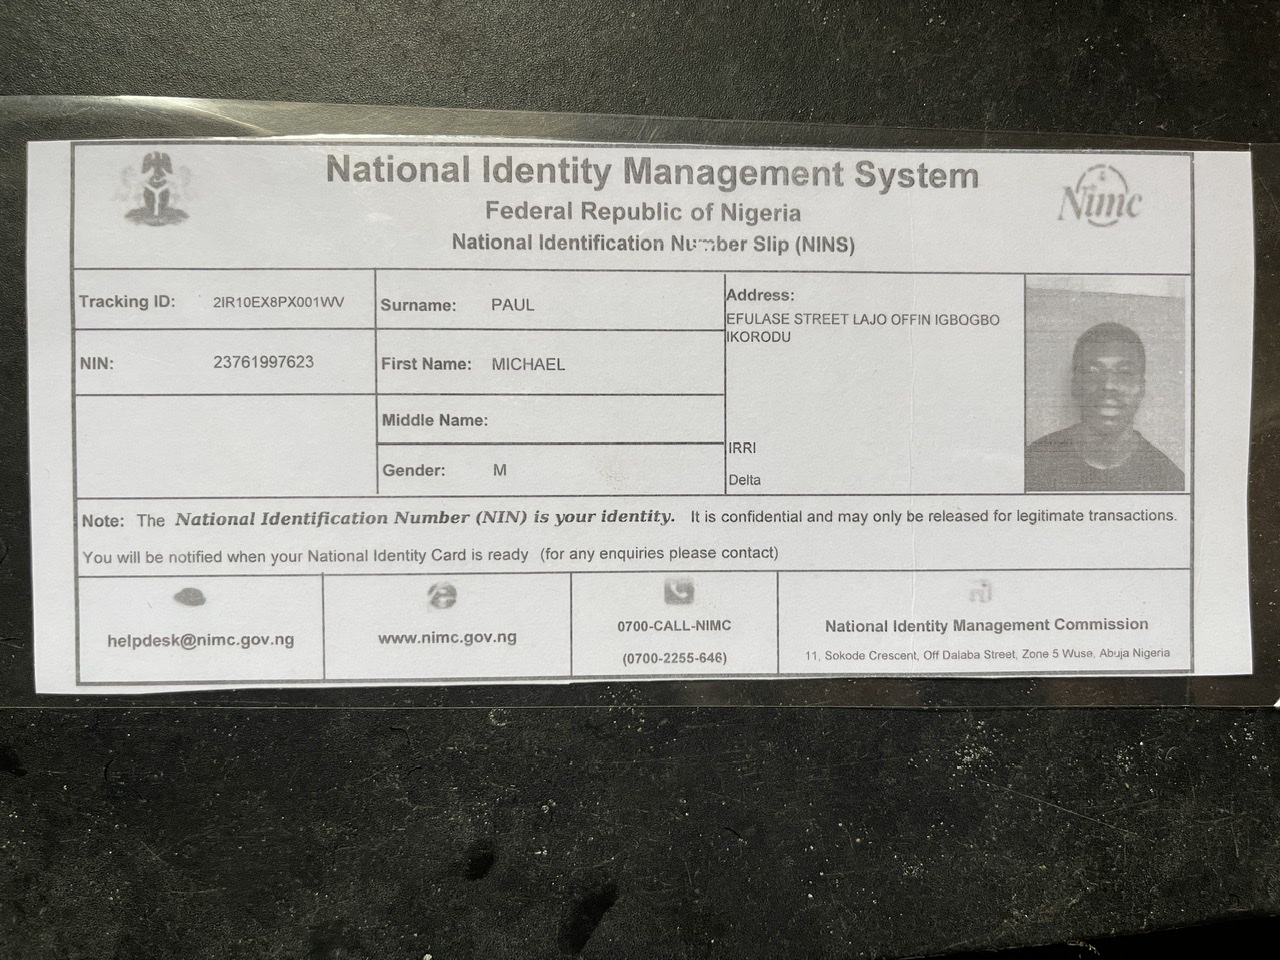 National Identity Management System
Federal Republic of Nigeria
National Identification Number Slip (NINS)
Nimc
Tracking ID: 2IR10EX8PX001WV
Surname: PAUL
Address:
EFULASE STREET LAJO OFFIN IGBOGBO
IKORODU
NIN: 23761997623
First Name: MICHAEL
Middle Name:
Gender: M
IRRI
Delta
Note: The National Identification Number (NIN) is your identity. It is confidential and may only be released for legitimate transactions.
You will be notified when your National Identity Card is ready (for any enquiries please contact)
helpdesk@nimc.gov.ng
www.nimc.gov.ng
0700-CALL-NIMC
(0700-2255-646)
National Identity Management Commission
11, Sokode Crescent, Off Dalaba Street, Zone 5 Wuse, Abuja Nigeria